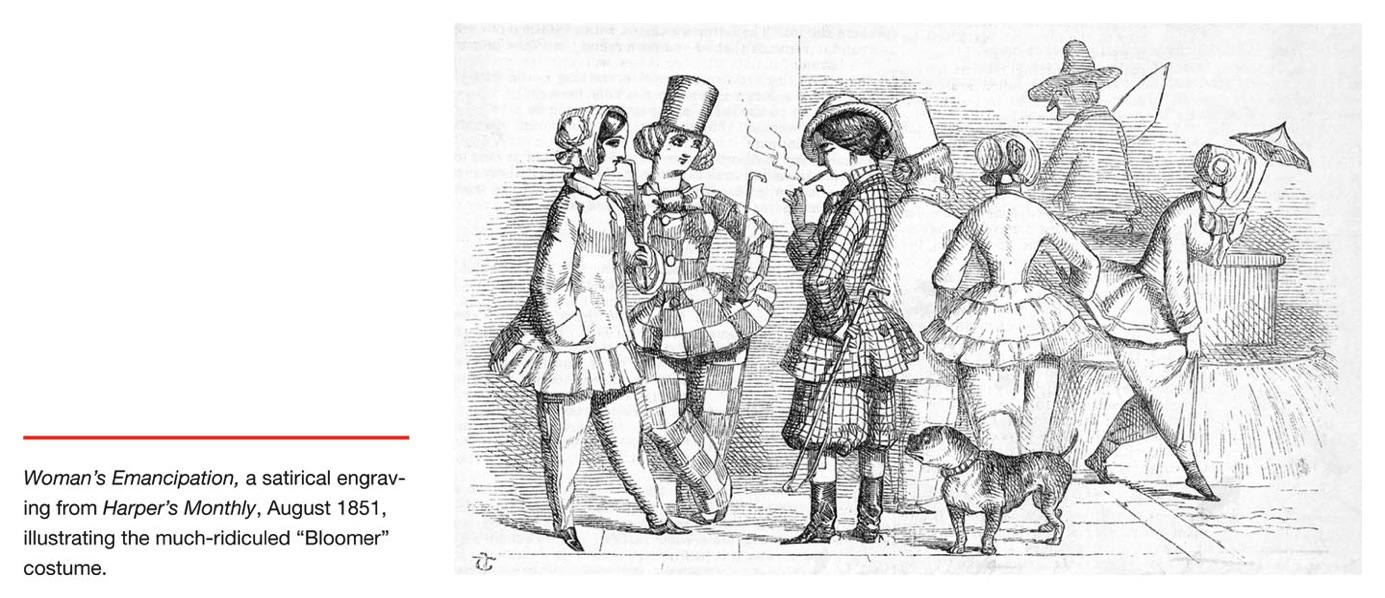 Woman's Emancipation, a satirical engrav-
ing from Harper's Monthly, August 1851,
illustrating the much-ridiculed “Bloomer”
costume.